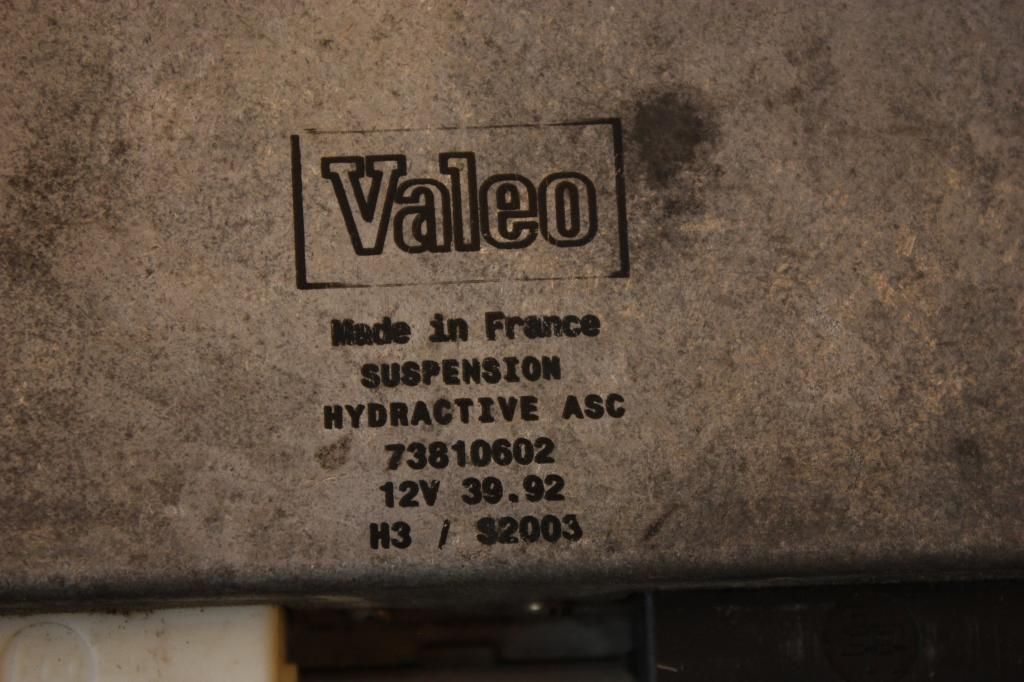 Valeo
Made in France
SUSPENSION
HYDRACTIVE ASC
73810602
12V 39.92
H3 / S2003